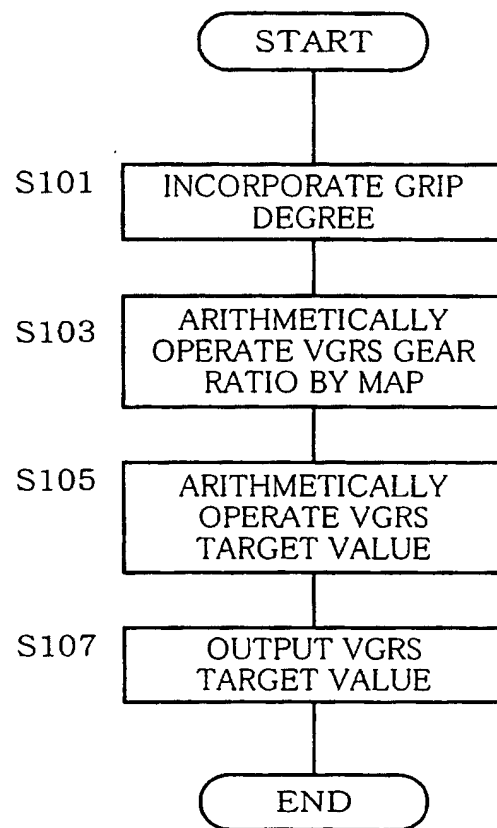 START
S101
INCORPORATE GRIP
DEGREE
S103
ARITHMETICALLY
OPERATE VGRS GEAR
RATIO BY MAP
S105
ARITHMETICALLY
OPERATE VGRS
TARGET VALUE
S107
OUTPUT VGRS
TARGET VALUE
END